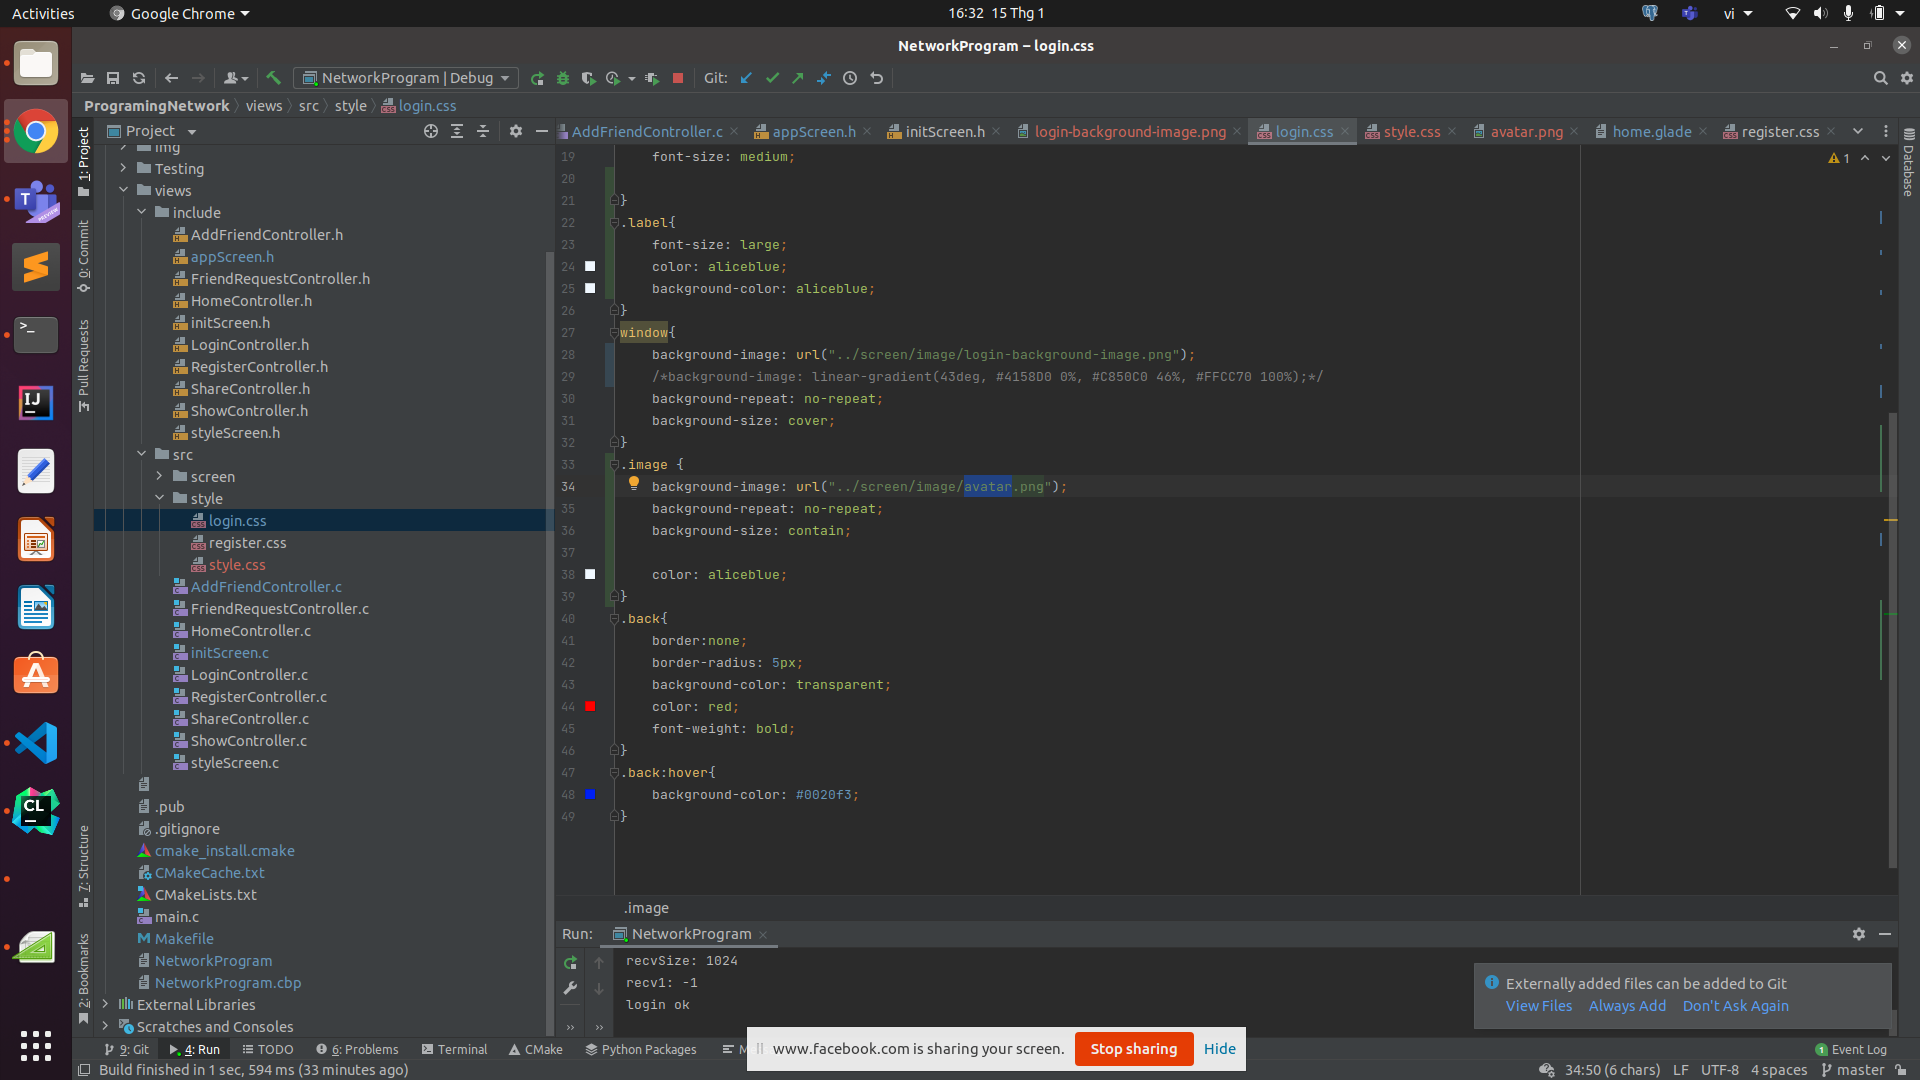 Activities
Google Chrome
16:32 15 Thg 1
vi
NetworkProgram – login.css
NetworkProgram | Debug
Git:
ProgramingNetwork
views
src
style
login.css
Project
AddFriendController.c
appScreen.h
initScreen.h
login-background-image.png
login.css
style.css
avatar.png
home.glade
register.css
1: Project
0: Commit
Pull Requests
7: Structure
2: Bookmarks
Database
img
Testing
views
include
AddFriendController.h
appScreen.h
FriendRequestController.h
HomeController.h
initScreen.h
LoginController.h
RegisterController.h
ShareController.h
ShowController.h
styleScreen.h
src
screen
style
login.css
register.css
style.css
AddFriendController.c
FriendRequestController.c
HomeController.c
initScreen.c
LoginController.c
RegisterController.c
ShareController.c
ShowController.c
styleScreen.c
.pub
.gitignore
cmake_install.cmake
CMakeCache.txt
CMakeLists.txt
main.c
Makefile
NetworkProgram
NetworkProgram.cbp
External Libraries
Scratches and Consoles
1
19 font-size: medium;
20
21 }
22 .label{
23 font-size: large;
24 color: aliceblue;
25 background-color: aliceblue;
26 }
27 window{
28 background-image: url("../screen/image/login-background-image.png");
29 /*background-image: linear-gradient(43deg, #4158D0 0%, #C850C0 46%, #FFCC70 100%);*/
30 background-repeat: no-repeat;
31 background-size: cover;
32 }
33 .image {
34 background-image: url("../screen/image/avatar.png");
35 background-repeat: no-repeat;
36 background-size: contain;
37
38 color: aliceblue;
39 }
40 .back{
41 border:none;
42 border-radius: 5px;
43 background-color: transparent;
44 color: red;
45 font-weight: bold;
46 }
47 .back:hover{
48 background-color: #0020f3;
49 }
.image
Run:
NetworkProgram
recvSize: 1024
recv1: -1
login ok
Externally added files can be added to Git
View Files
Always Add
Don't Ask Again
www.facebook.com is sharing your screen.
Stop sharing
Hide
9: Git
4: Run
TODO
6: Problems
Terminal
CMake
Python Packages
1 Event Log
Build finished in 1 sec, 594 ms (33 minutes ago)
34:50 (6 chars)
LF
UTF-8
4 spaces
master